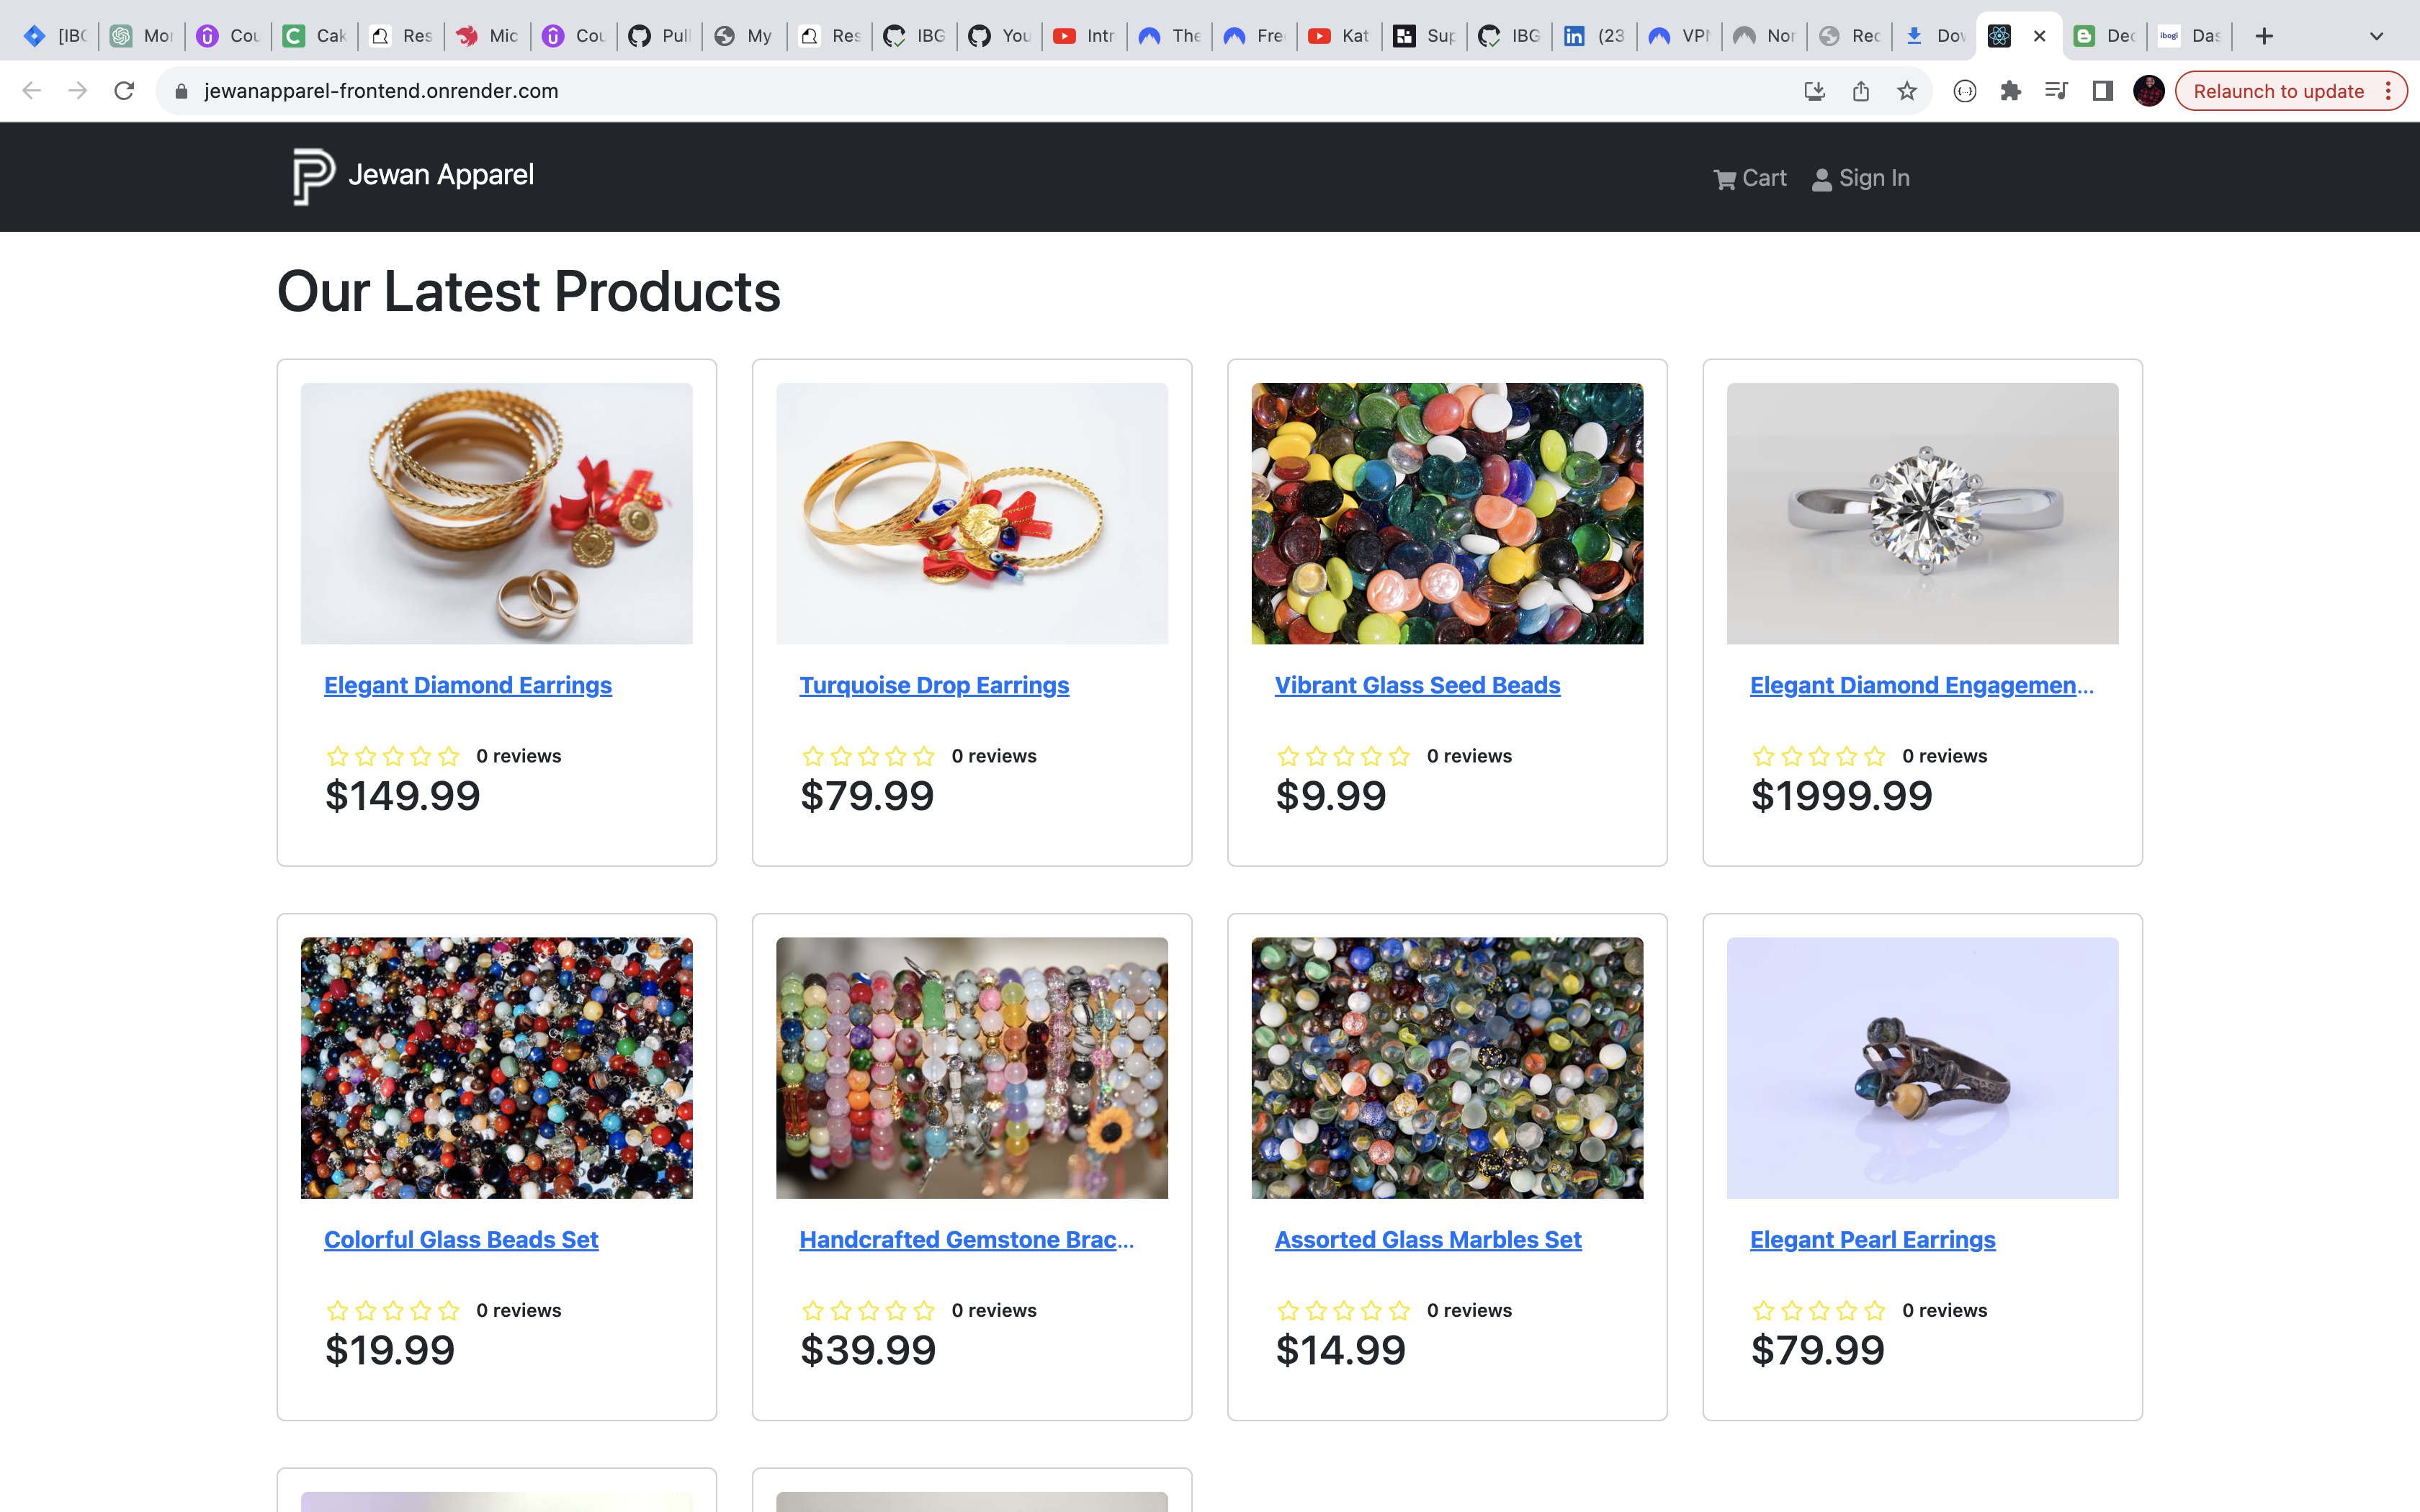 [IBG Mor Cou Cak Res Mic Cou Pull My Res IBG You Intr The Fre Kat Sup IBG (23 VPN Nor Rec Dow Dec Das
jewanapparel-frontend.onrender.com Relaunch to update
Jewan Apparel Cart Sign In
Our Latest Products
Elegant Diamond Earrings Turquoise Drop Earrings Vibrant Glass Seed Beads Elegant Diamond Engagemen...
0 reviews 0 reviews 0 reviews 0 reviews
$149.99 $79.99 $9.99 $1999.99
Colorful Glass Beads Set Handcrafted Gemstone Brac... Assorted Glass Marbles Set Elegant Pearl Earrings
0 reviews 0 reviews 0 reviews 0 reviews
$19.99 $39.99 $14.99 $79.99